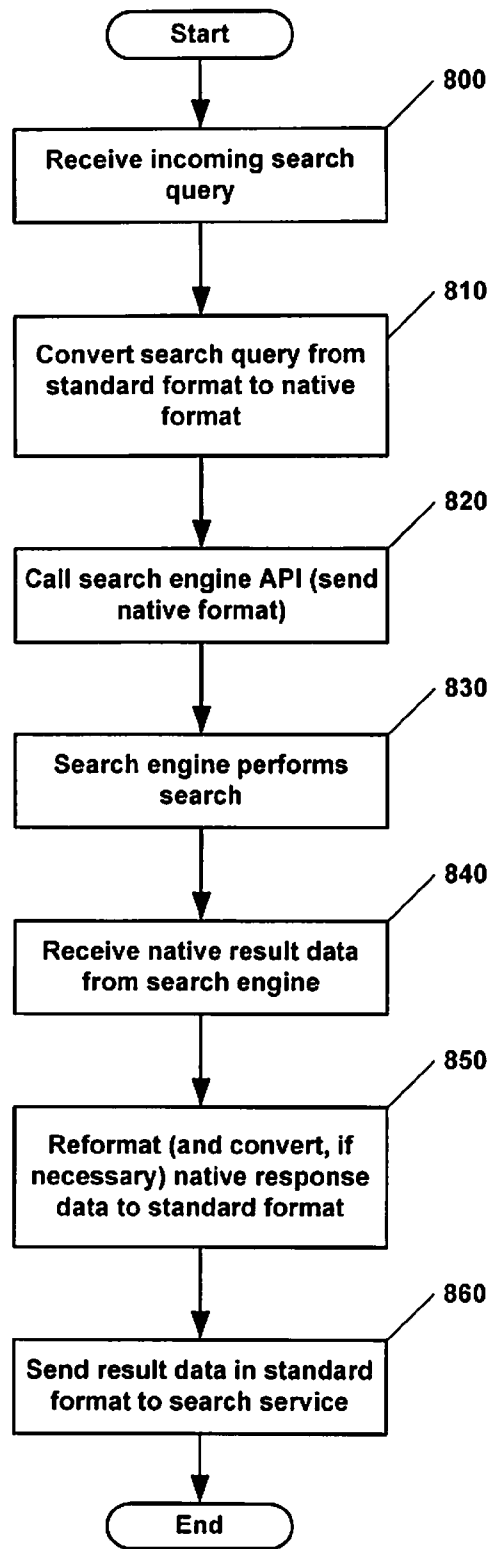 Start
800
Receive incoming search
query
810
Convert search query from
standard format to native
format
820
Call search engine API (send
native format)
830
Search engine performs
search
840
Receive native result data
from search engine
850
Reformat (and convert, if
necessary) native response
data to standard format
860
Send result data in standard
format to search service
End